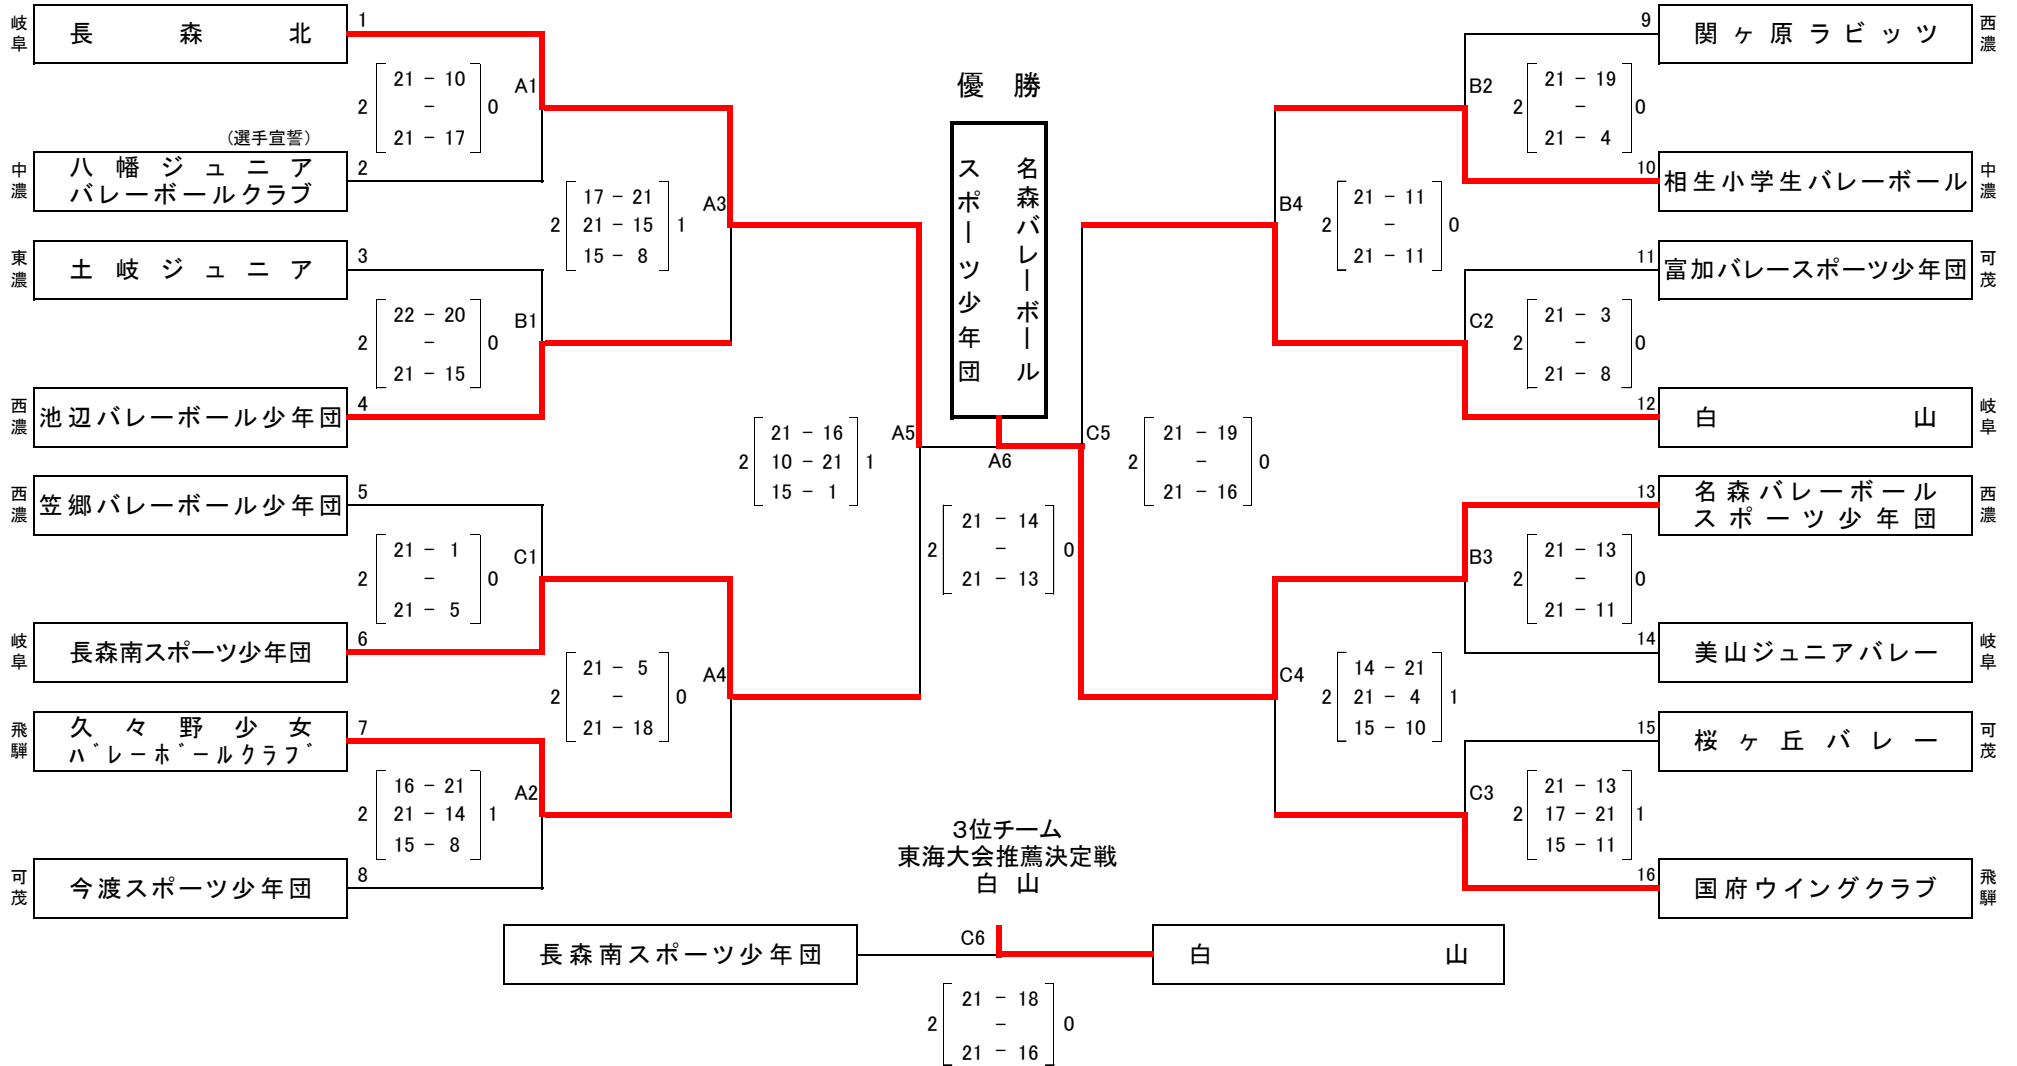 岐阜
長森北
1
21 - 10
2 - 0
21 - 17
A1
(選手宣誓)
中濃
八幡ジュニア
バレーボールクラブ
2
17 - 21
2 21 - 15 1
15 - 8
A3
東濃
土岐ジュニア
3
22 - 20
2 - 0
21 - 15
B1
西濃
池辺バレーボール少年団
4
21 - 16
2 10 - 21 1
15 - 1
A5
西濃
笠郷バレーボール少年団
5
21 - 1
2 - 0
21 - 5
C1
岐阜
長森南スポーツ少年団
6
21 - 5
2 - 0
21 - 18
A4
飛騨
久々野少女
バレーボールクラブ
7
16 - 21
2 21 - 14 1
15 - 8
A2
可茂
今渡スポーツ少年団
8
優勝
名森バレーボール
スポーツ少年団
A6
21 - 14
2 - 0
21 - 13
9
関ヶ原ラビッツ
西濃
B2
21 - 19
2 - 0
21 - 4
10
相生小学生バレーボール
中濃
B4
21 - 11
2 - 0
21 - 11
11
富加バレースポーツ少年団
可茂
C2
21 - 3
2 - 0
21 - 8
12
白山
岐阜
C5
21 - 19
2 - 0
21 - 16
13
名森バレーボール
スポーツ少年団
西濃
B3
21 - 13
2 - 0
21 - 11
14
美山ジュニアバレー
岐阜
C4
14 - 21
2 21 - 4 1
15 - 10
15
桜ヶ丘バレー
可茂
C3
21 - 13
2 17 - 21 1
15 - 11
16
国府ウイングクラブ
飛騨
3位チーム
東海大会推薦決定戦
白山
長森南スポーツ少年団
C6
白山
21 - 18
2 - 0
21 - 16